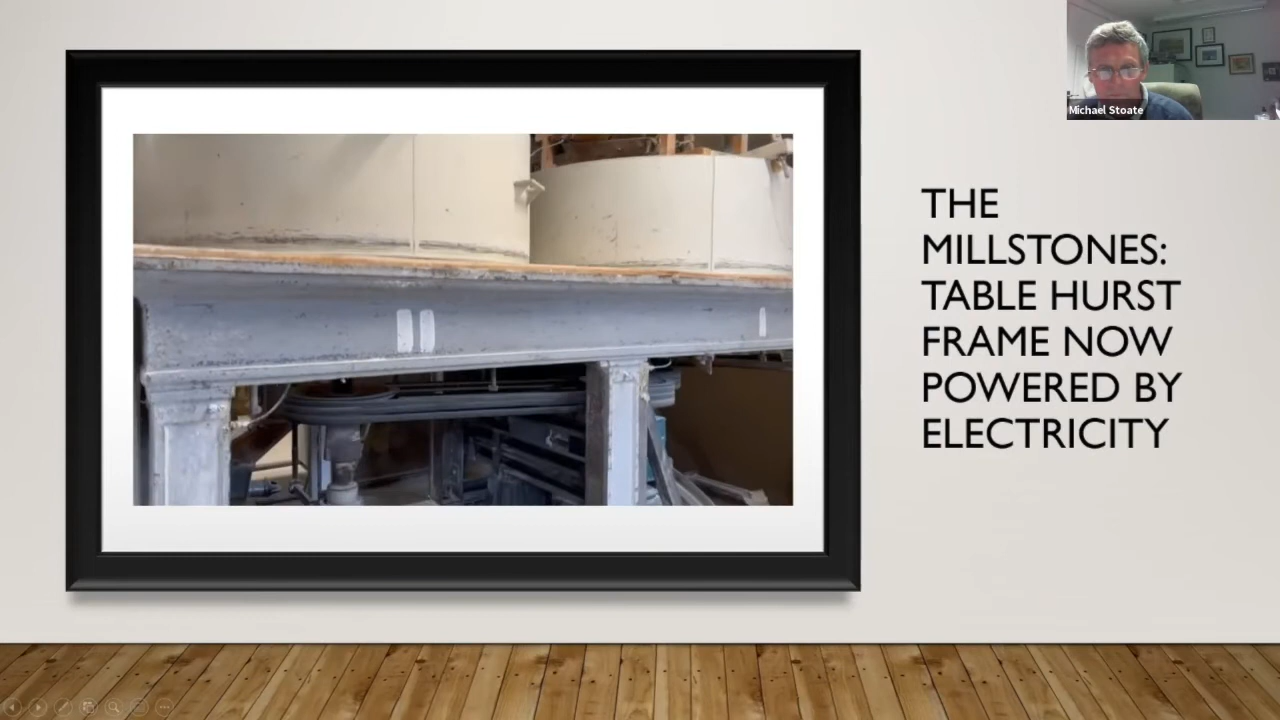 Michael Stoate
THE
MILLSTONES:
TABLE HURST
FRAME NOW
POWERED BY
ELECTRICITY